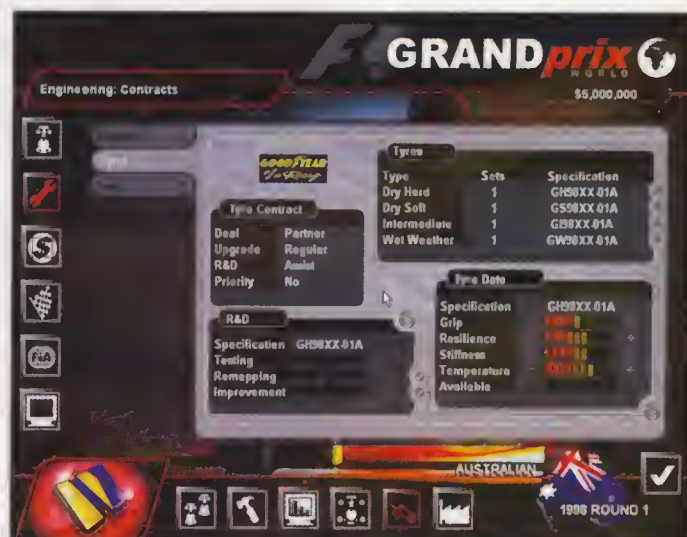 GRAND prix
WORLD
Engineering: Contracts
$5,000,000
GOODYEAR
Tyres
Type Sets Specification
Dry Hard 1 GH98XX-01A
Dry Soft 1 GS98XX-01A
Intermediate 1 GI98XX-01A
Wet Weather 1 GW98XX-01A
Tyre Contract
Deal Partner
Upgrade Regular
R&D Assist
Priority No
Tyre Data
Specification GH98XX-01A
Grip
Resilience
Stiffness
Temperature
Available
R&D
Specification GH98XX-01A
Testing
Remapping
Improvement
FIA
AUSTRALIAN
1998 ROUND 1